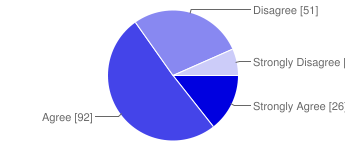 Disagree [51]
Strongly Disagree [
Strongly Agree [26]
Agree [92]